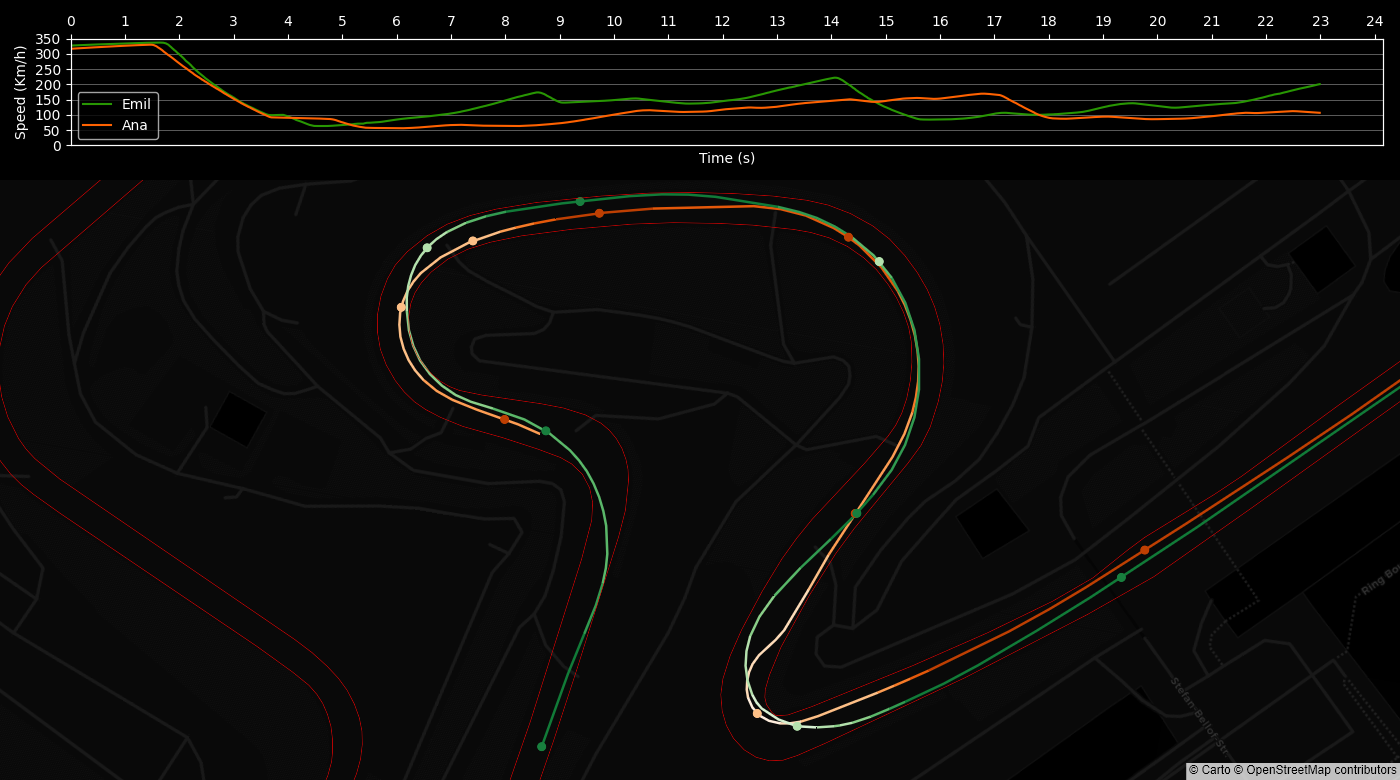 0 1 2 3 4 5 6 7 8 9 10 11 12 13 14 15 16 17 18 19 20 21 22 23 24
350
300
250
200
150
100
50
0
Speed (Km/h)
Emil
Ana
Time (s)
Ring Bo
Stefan-Bellof-Str
© Carto © OpenStreetMap contributors